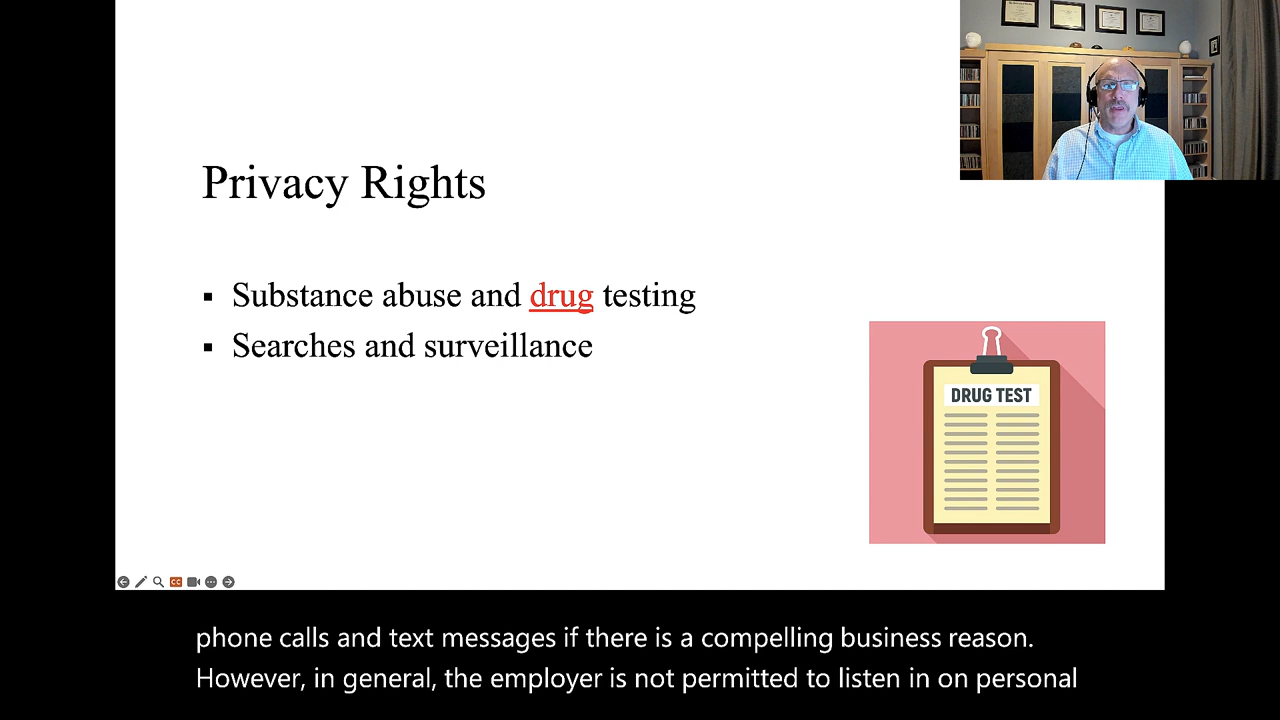 Privacy Rights
▪ Substance abuse and drug testing
▪ Searches and surveillance
DRUG TEST
CC
phone calls and text messages if there is a compelling business reason.
However, in general, the employer is not permitted to listen in on personal